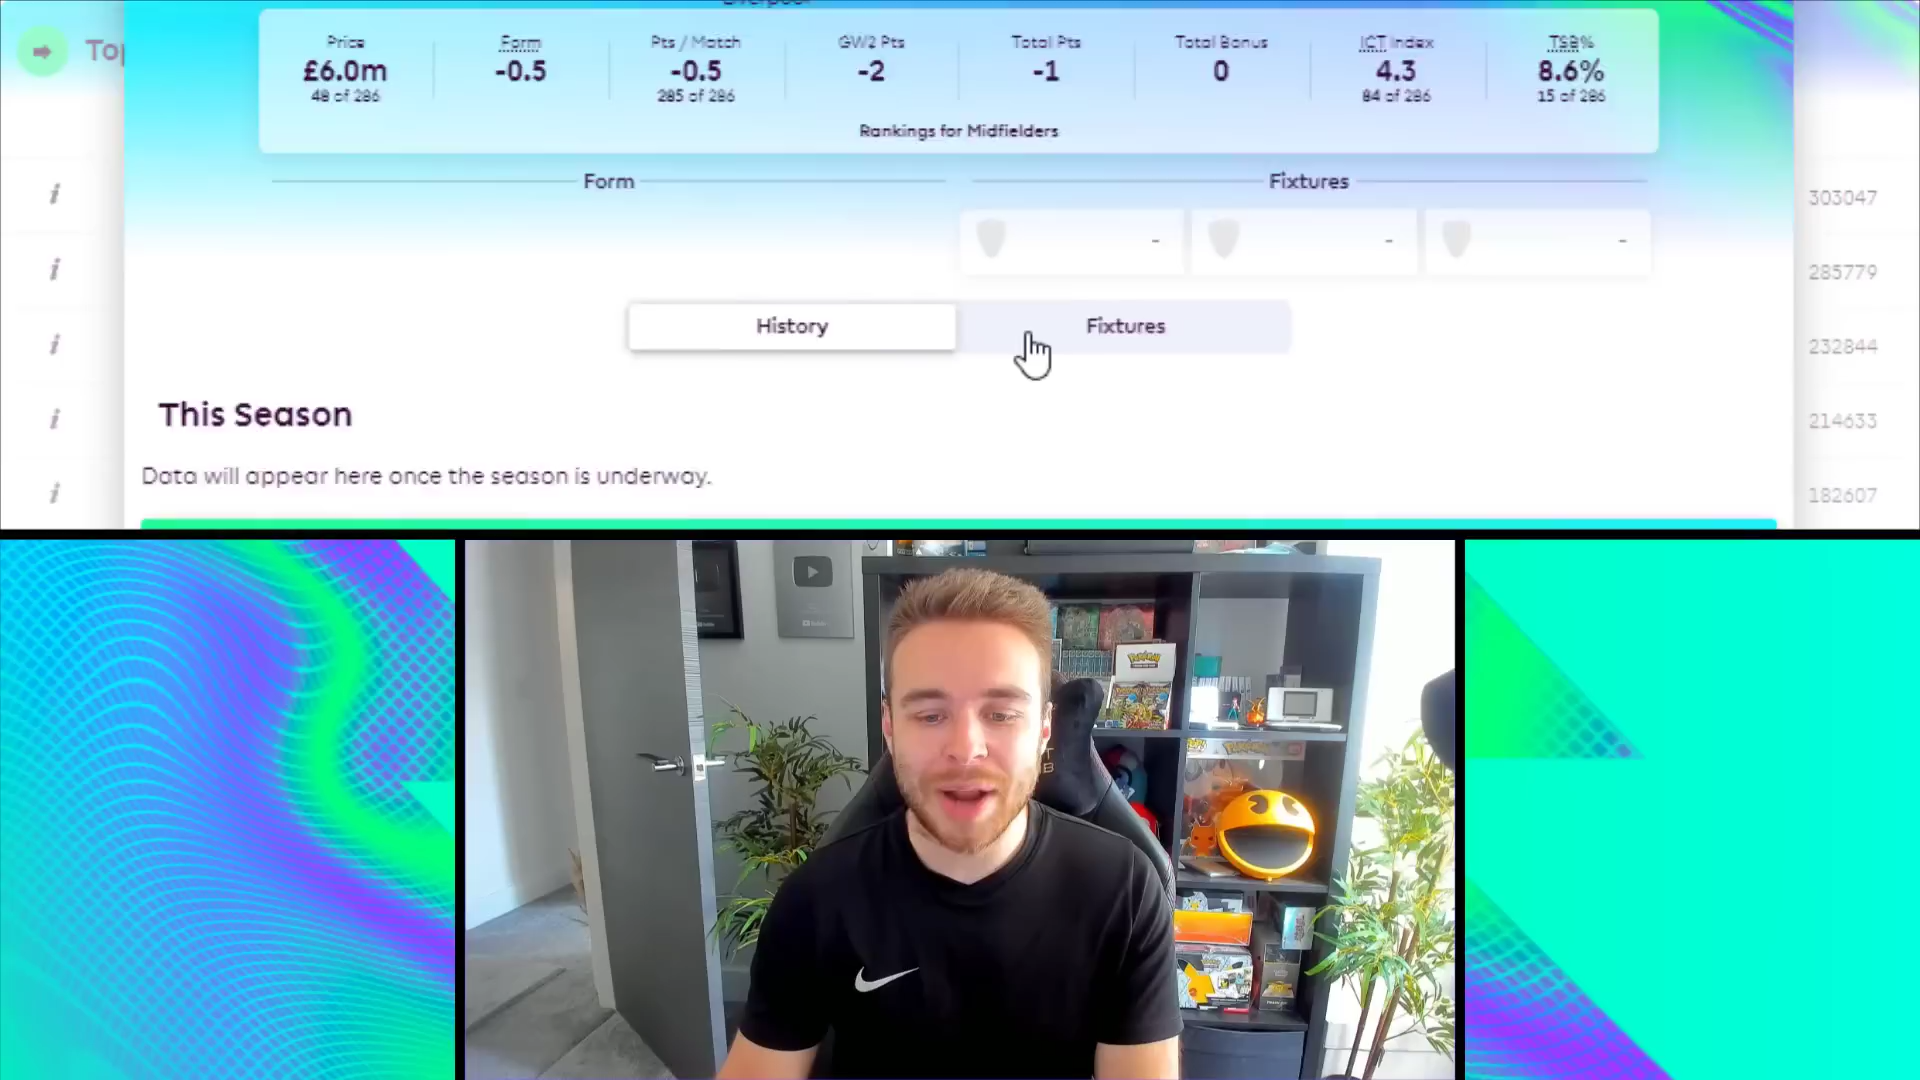 Liverpool
Top
Price Form Pts / Match GW2 Pts Total Pts Total Bonus ICT Index TSB%
£6.0m -0.5 -0.5 -2 -1 0 4.3 8.6%
48 of 286 285 of 286 84 of 286 15 of 286
Rankings for Midfielders
Form Fixtures
i 303047
- - -
i 285779
History Fixtures
i 232844
This Season
i 214633
Data will appear here once the season is underway.
i 182607
Pokémon